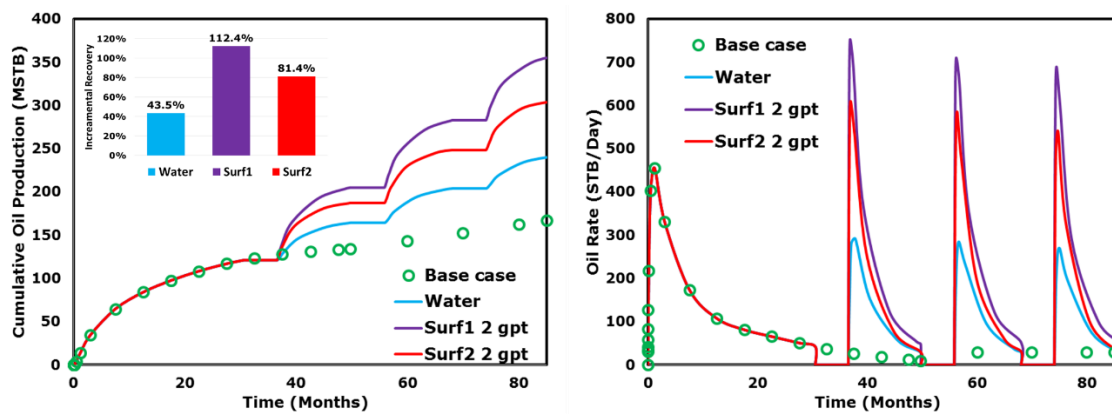 400
350
300
250
200
150
100
50
0
Cumulative Oil Production (MSTB)
0 20 40 60 80
Time (Months)
120%
100%
80%
60%
40%
20%
0%
Increamental Recovery
43.5%
112.4%
81.4%
Water Surf1 Surf2
Base case
Water
Surf1 2 gpt
Surf2 2 gpt
800
700
600
500
400
300
200
100
0
Oil Rate (STB/Day)
0 20 40 60 80
Time (Months)
Base case
Water
Surf1 2 gpt
Surf2 2 gpt